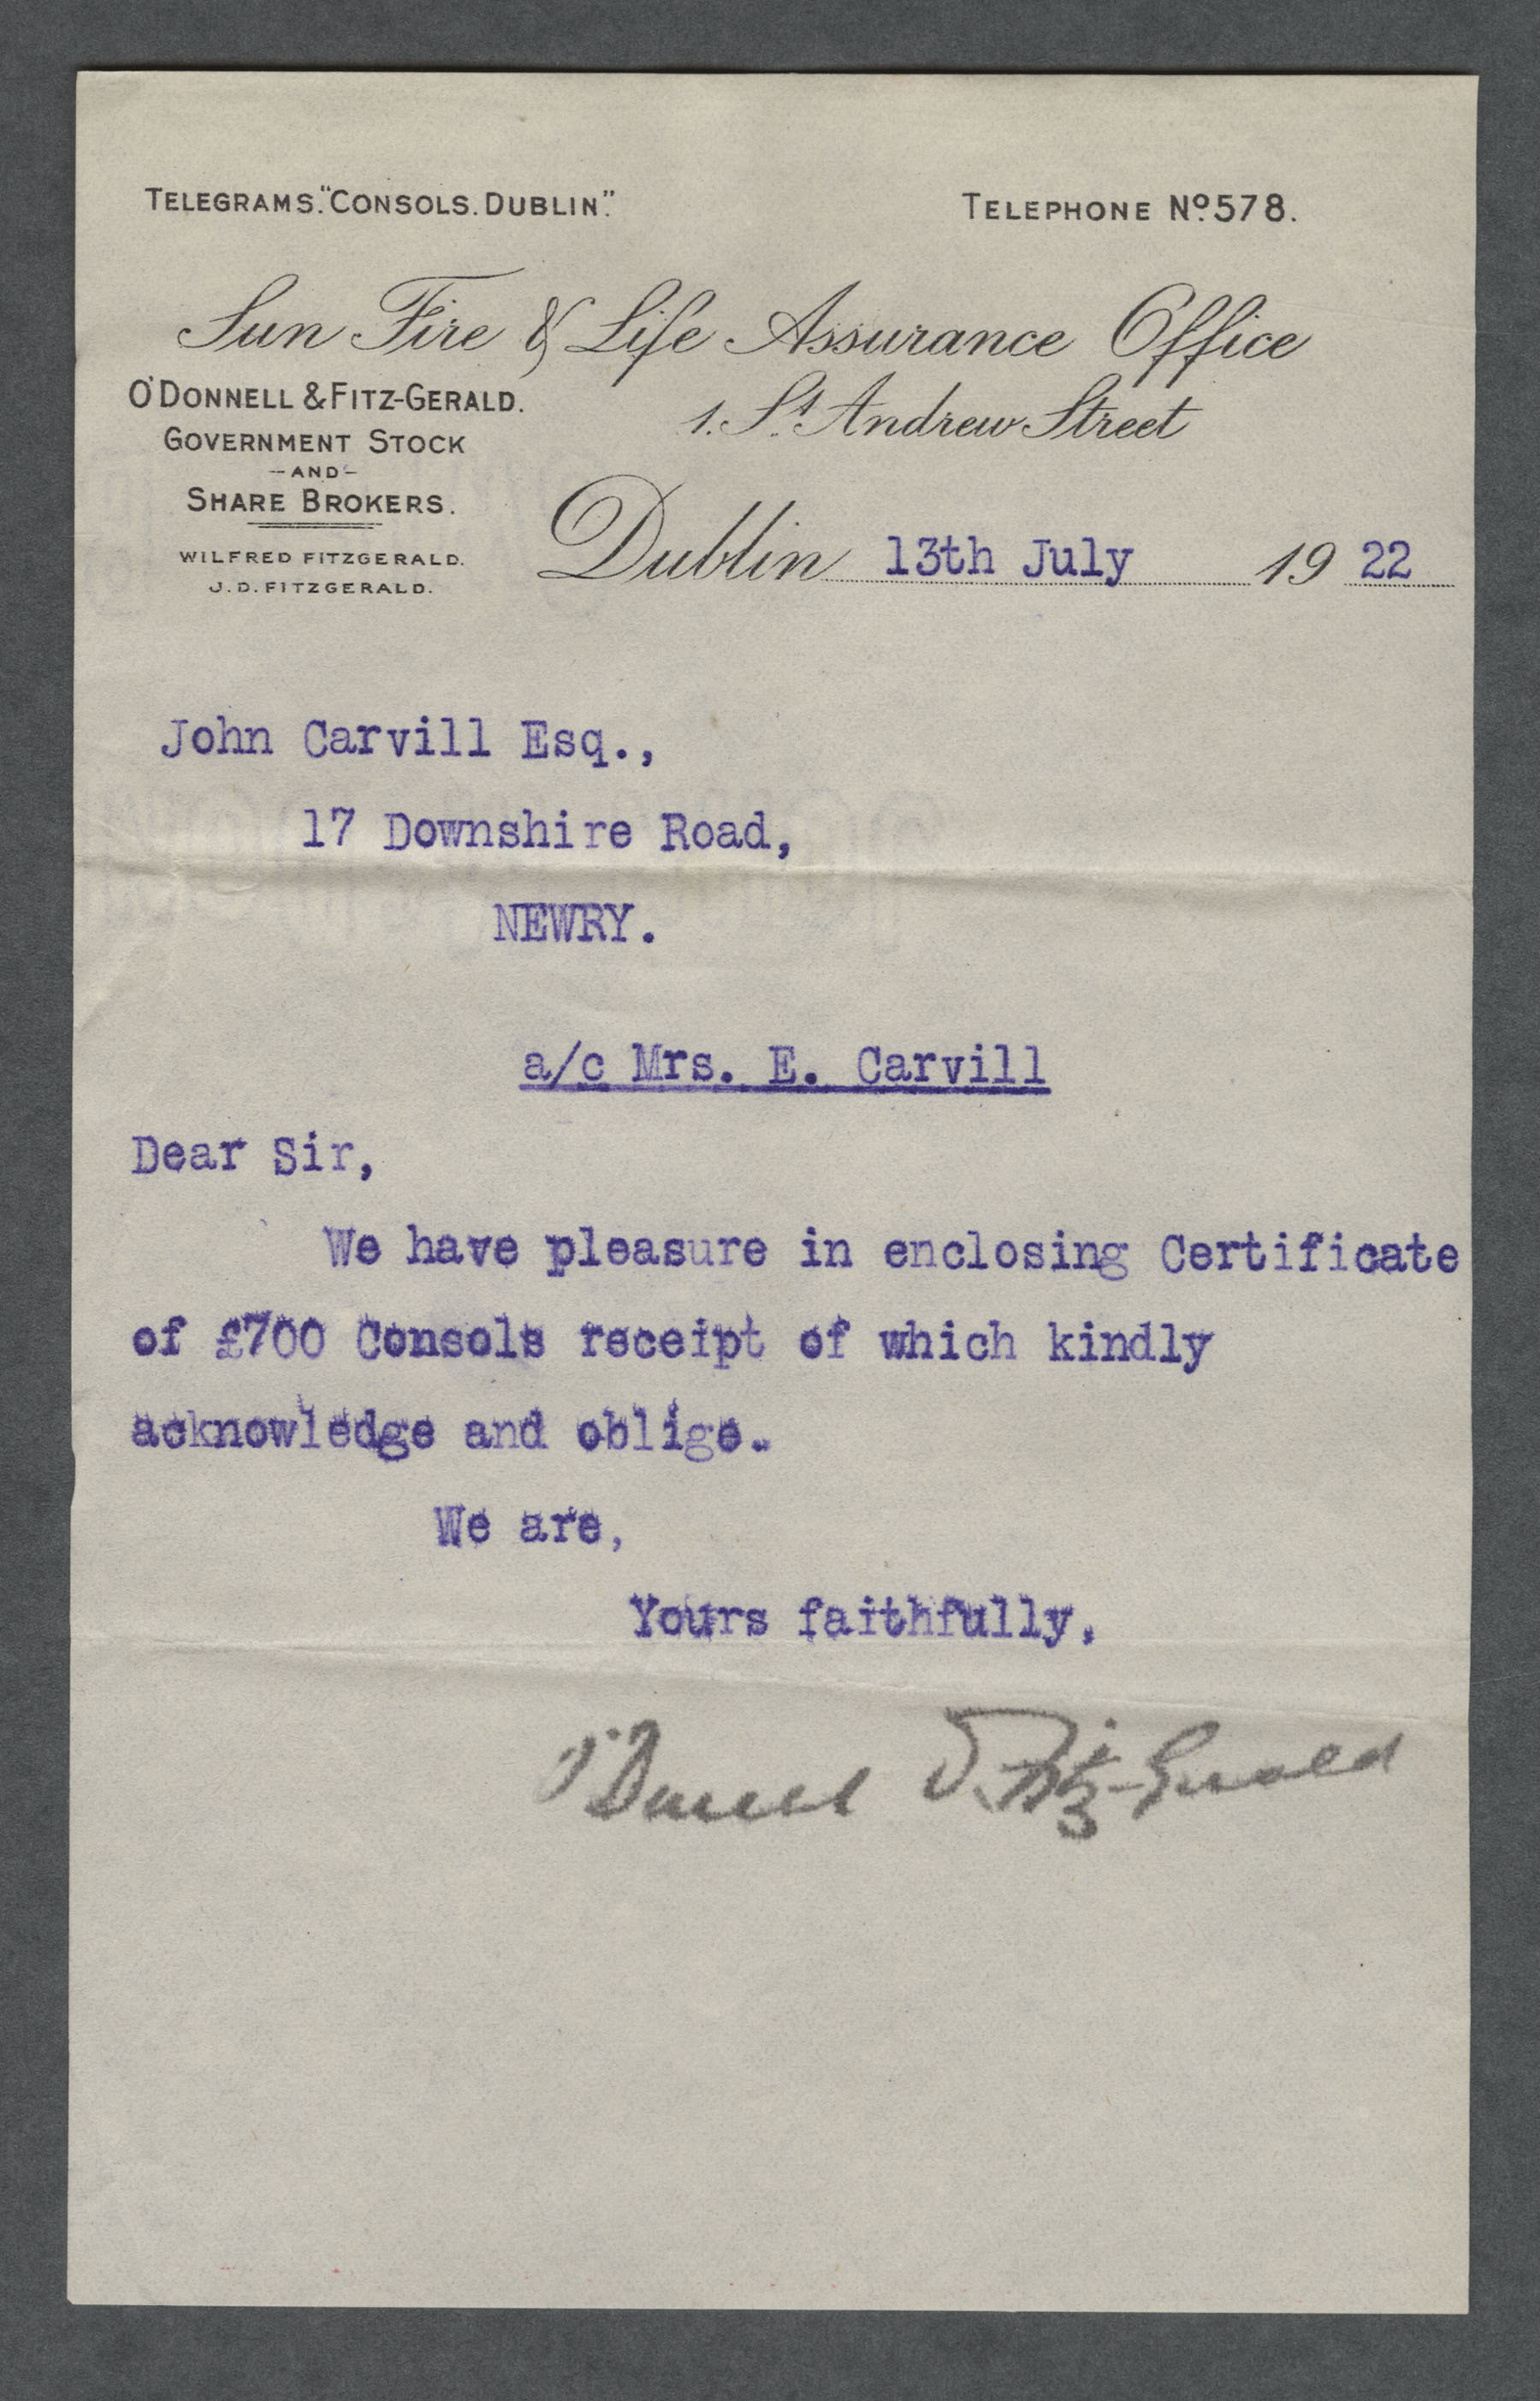 TELEGRAMS. "CONSOLS. DUBLIN."
TELEPHONE Nº 578.
Sun Fire & Life Assurance Office
1. St. Andrew Street
O'DONNELL & FITZ-GERALD.
GOVERNMENT STOCK
—AND—
SHARE BROKERS.
WILFRED FITZGERALD.
J. D. FITZGERALD.
Dublin 13th July 1922
John Carvill Esq.,
17 Downshire Road,
NEWRY.
a/c Mrs. E. Carvill
Dear Sir,
We have pleasure in enclosing Certificate
of £700 Consols receipt of which kindly
acknowledge and oblige.
We are,
Yours faithfully,
O'Donnell & Fitz-Gerald